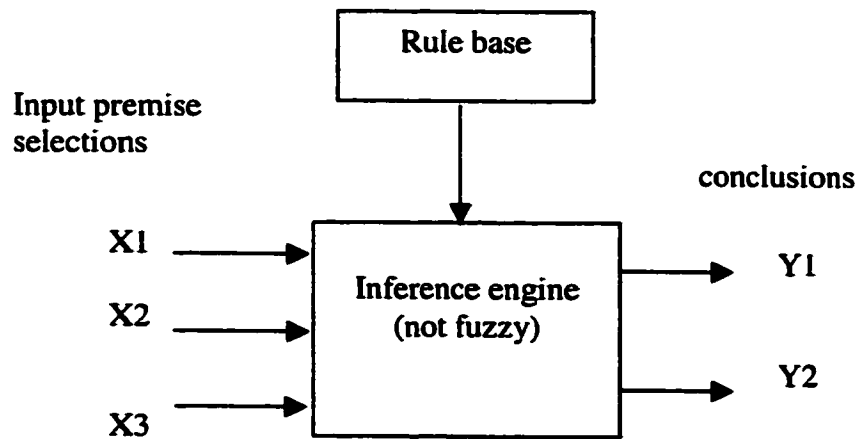 Rule base
Input premise
selections
conclusions
X1
X2
X3
Inference engine
(not fuzzy)
Y1
Y2